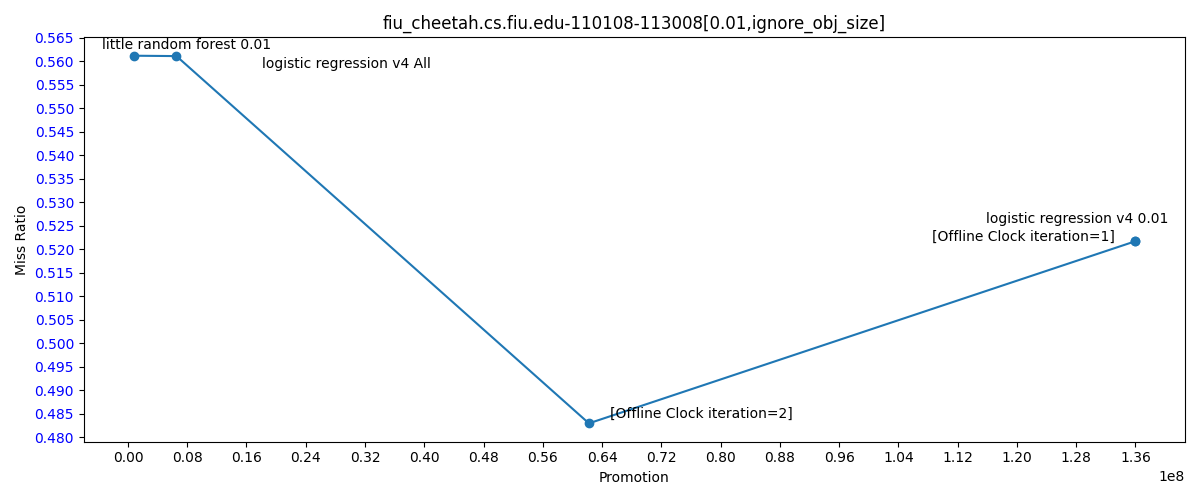 fiu_cheetah.cs.fiu.edu-110108-113008[0.01,ignore_obj_size]
Miss Ratio
0.565
0.560
0.555
0.550
0.545
0.540
0.535
0.530
0.525
0.520
0.515
0.510
0.505
0.500
0.495
0.490
0.485
0.480
little random forest 0.01
logistic regression v4 All
logistic regression v4 0.01
[Offline Clock iteration=1]
[Offline Clock iteration=2]
0.00 0.08 0.16 0.24 0.32 0.40 0.48 0.56 0.64 0.72 0.80 0.88 0.96 1.04 1.12 1.20 1.28 1.36
1e8
Promotion